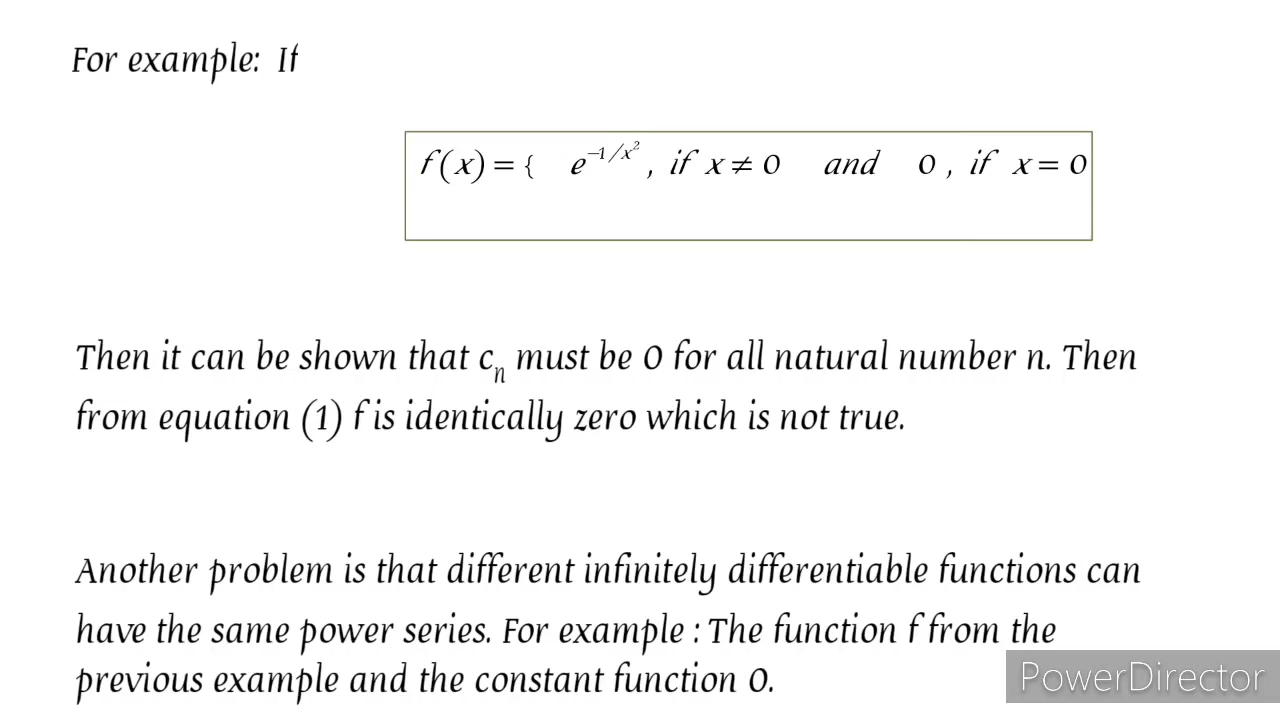 For example: If
f(x) = { e^{-1/x^2} , if x ≠ 0 and 0 , if x = 0
Then it can be shown that c_n must be 0 for all natural number n. Then
from equation (1) f is identically zero which is not true.
Another problem is that different infinitely differentiable functions can
have the same power series. For example : The function f from the
previous example and the constant function 0.
PowerDirector